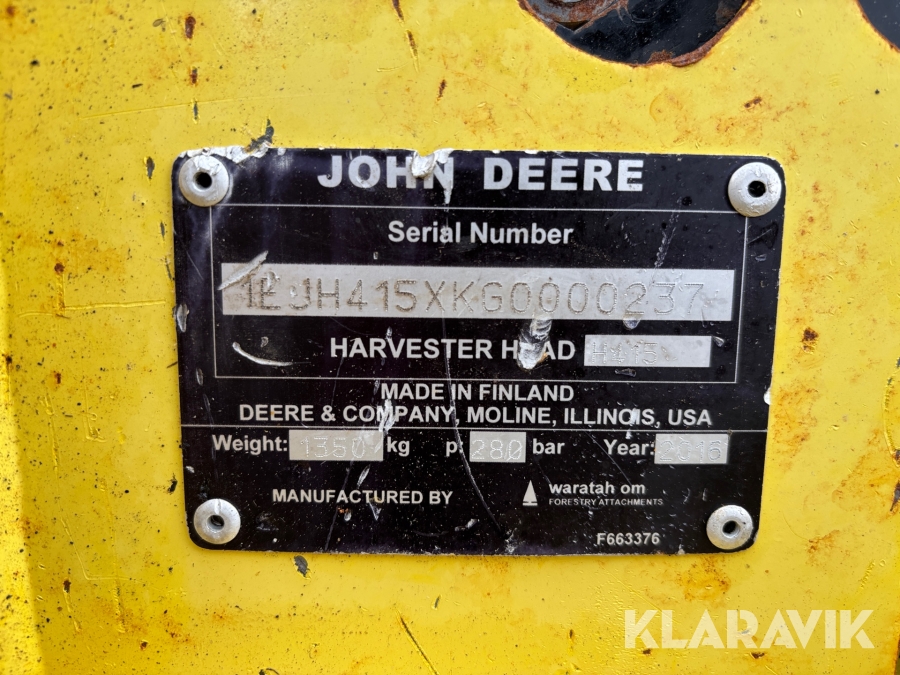 JOHN DEERE
Serial Number
1EJH415XKG0000237
HARVESTER HEAD H415
MADE IN FINLAND
DEERE & COMPANY, MOLINE, ILLINOIS, USA
Weight: 1350 kg p: 280 bar Year: 2016
MANUFACTURED BY waratah om
FORESTRY ATTACHMENTS
F663376
KLARAVIK